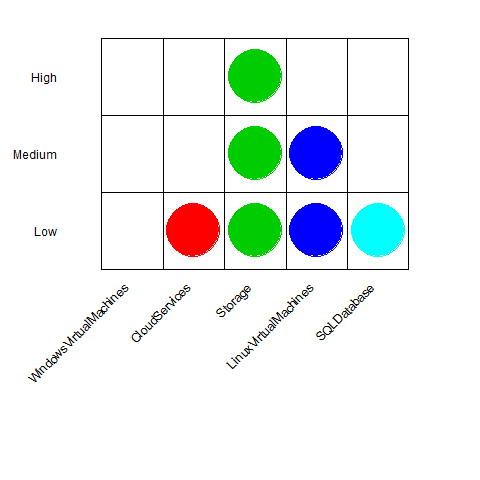 High
Medium
Low
WindowsVirtualMachines
CloudServices
Storage
LinuxVirtualMachines
SQLDatabase